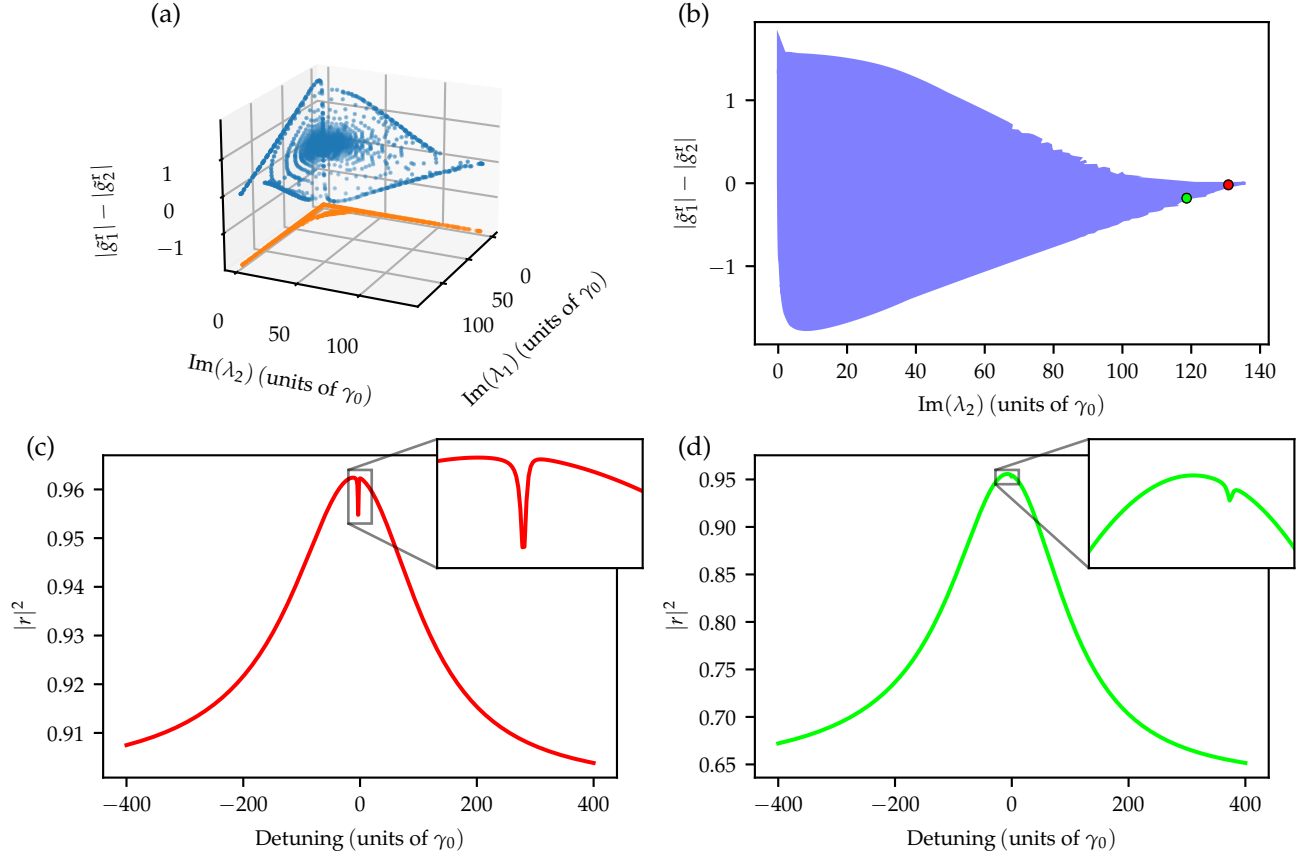 (a)
1
0
−1
|g̃₁ʳ| − |g̃₂ʳ|
0
50
100
Im(λ₂) (units of γ₀)
0
50
100
Im(λ₁) (units of γ₀)
(b)
1
0
−1
|g̃₁ʳ| − |g̃₂ʳ|
0 20 40 60 80 100 120 140
Im(λ₂) (units of γ₀)
(c)
0.96
0.95
0.94
0.93
0.92
0.91
|r|²
−400 −200 0 200 400
Detuning (units of γ₀)
(d)
0.95
0.90
0.85
0.80
0.75
0.70
0.65
|r|²
−400 −200 0 200 400
Detuning (units of γ₀)